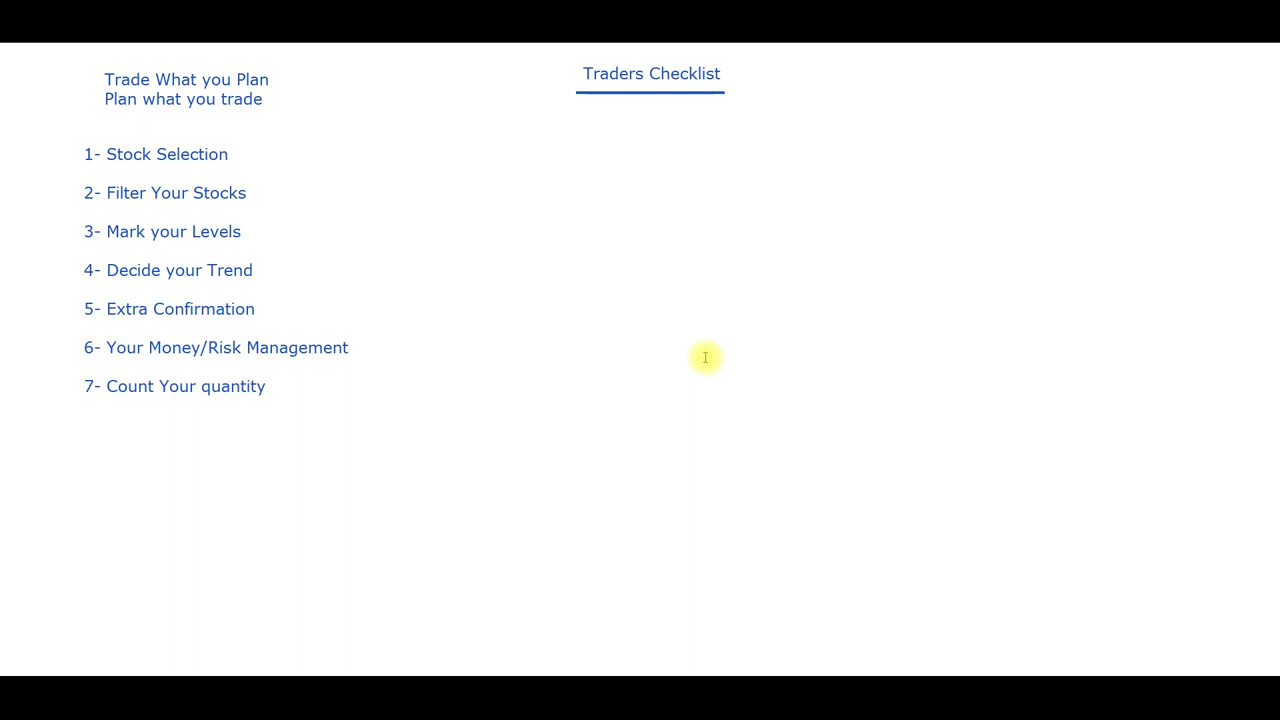 Traders Checklist
Trade What you Plan
Plan what you trade
1- Stock Selection
2- Filter Your Stocks
3- Mark your Levels
4- Decide your Trend
5- Extra Confirmation
6- Your Money/Risk Management
7- Count Your quantity